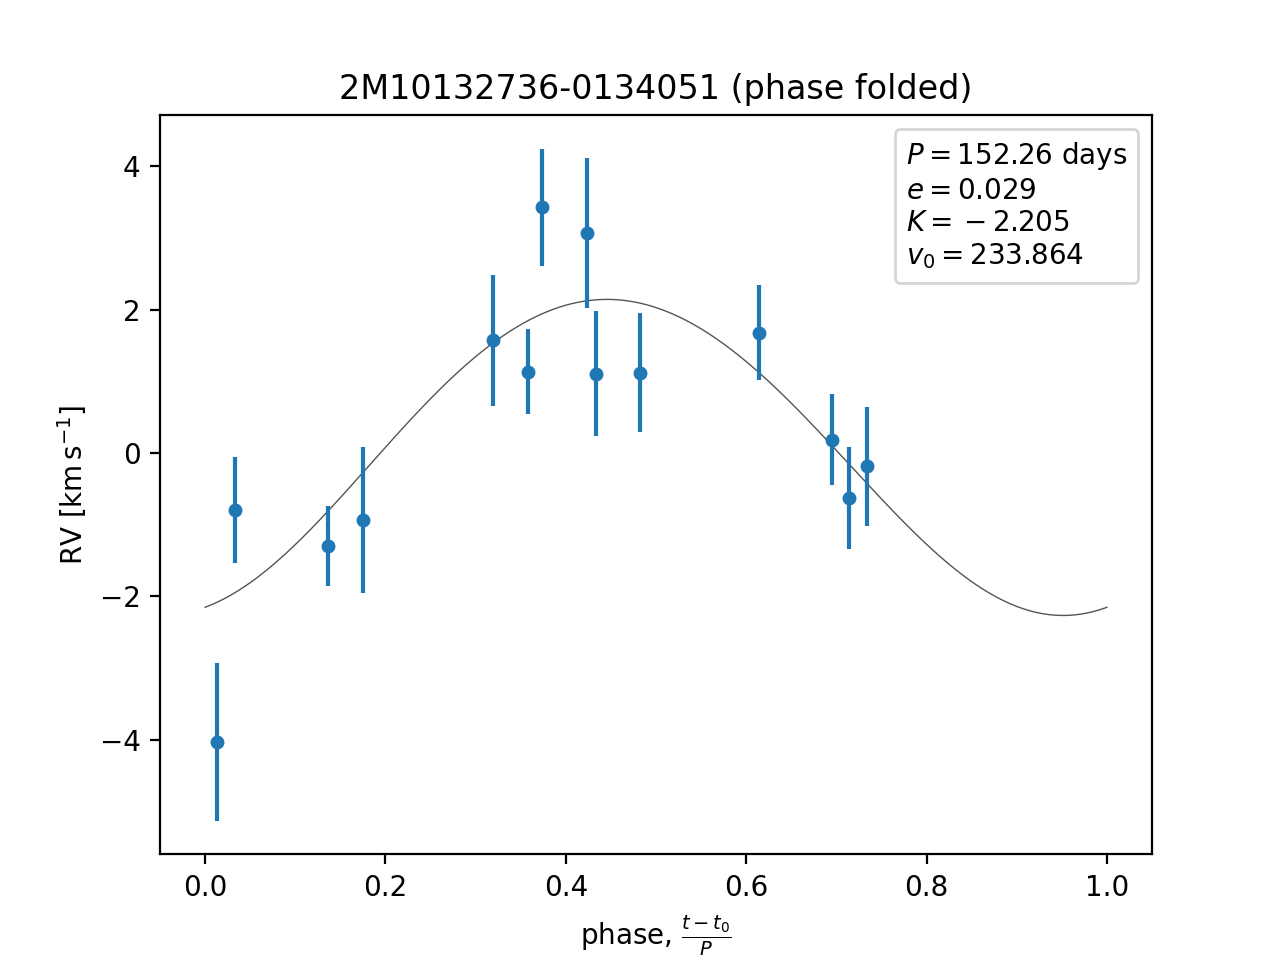 2M10132736-0134051 (phase folded)
P = 152.26 days
e = 0.029
K = −2.205
v₀ = 233.864
4
2
0
−2
−4
RV [km s⁻¹]
0.0 0.2 0.4 0.6 0.8 1.0
phase, (t − t₀)/P